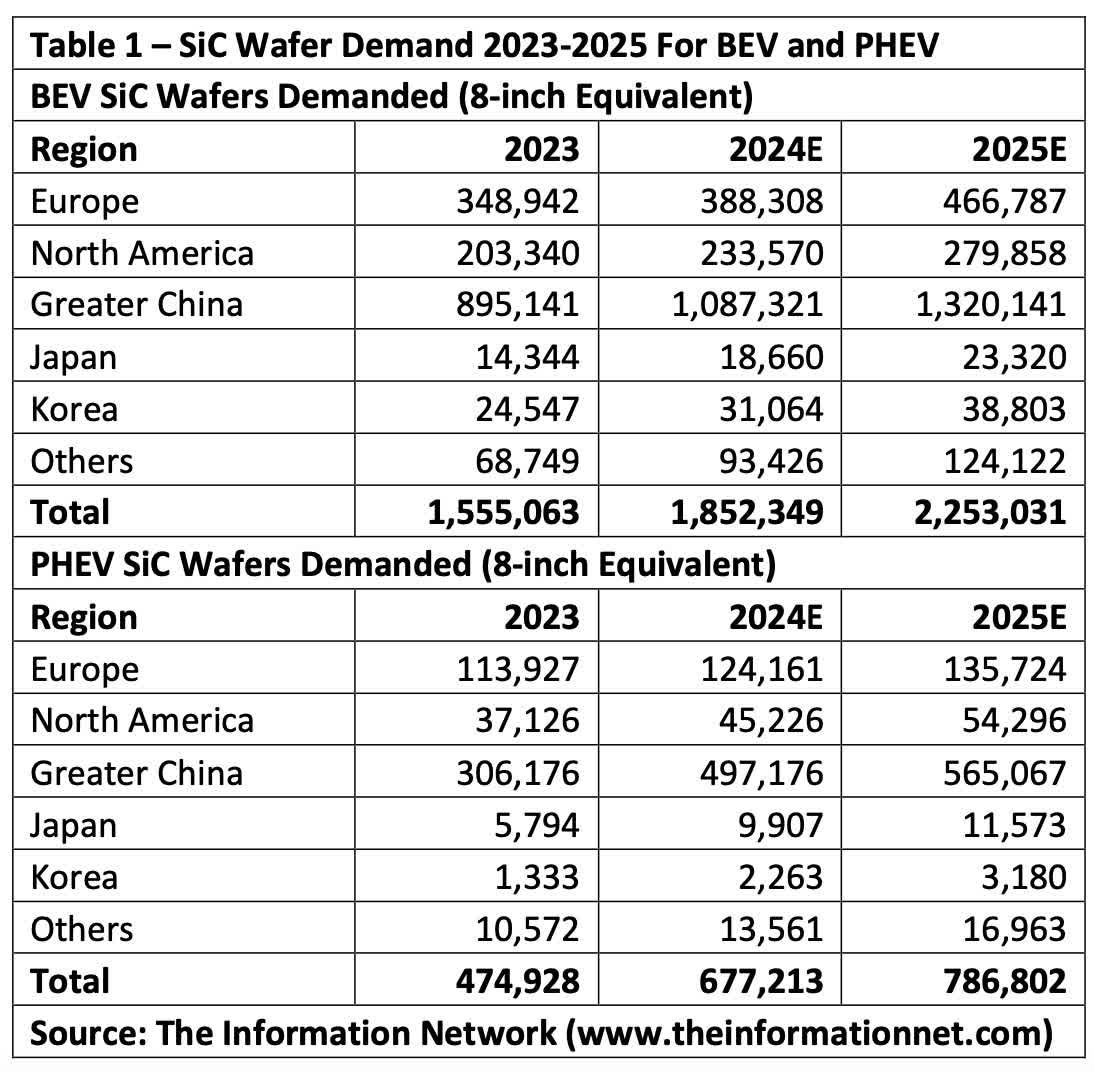 Table 1 – SiC Wafer Demand 2023-2025 For BEV and PHEV
BEV SiC Wafers Demanded (8-inch Equivalent)
Region 2023 2024E 2025E
Europe 348,942 388,308 466,787
North America 203,340 233,570 279,858
Greater China 895,141 1,087,321 1,320,141
Japan 14,344 18,660 23,320
Korea 24,547 31,064 38,803
Others 68,749 93,426 124,122
Total 1,555,063 1,852,349 2,253,031
PHEV SiC Wafers Demanded (8-inch Equivalent)
Region 2023 2024E 2025E
Europe 113,927 124,161 135,724
North America 37,126 45,226 54,296
Greater China 306,176 497,176 565,067
Japan 5,794 9,907 11,573
Korea 1,333 2,263 3,180
Others 10,572 13,561 16,963
Total 474,928 677,213 786,802
Source: The Information Network (www.theinformationnet.com)